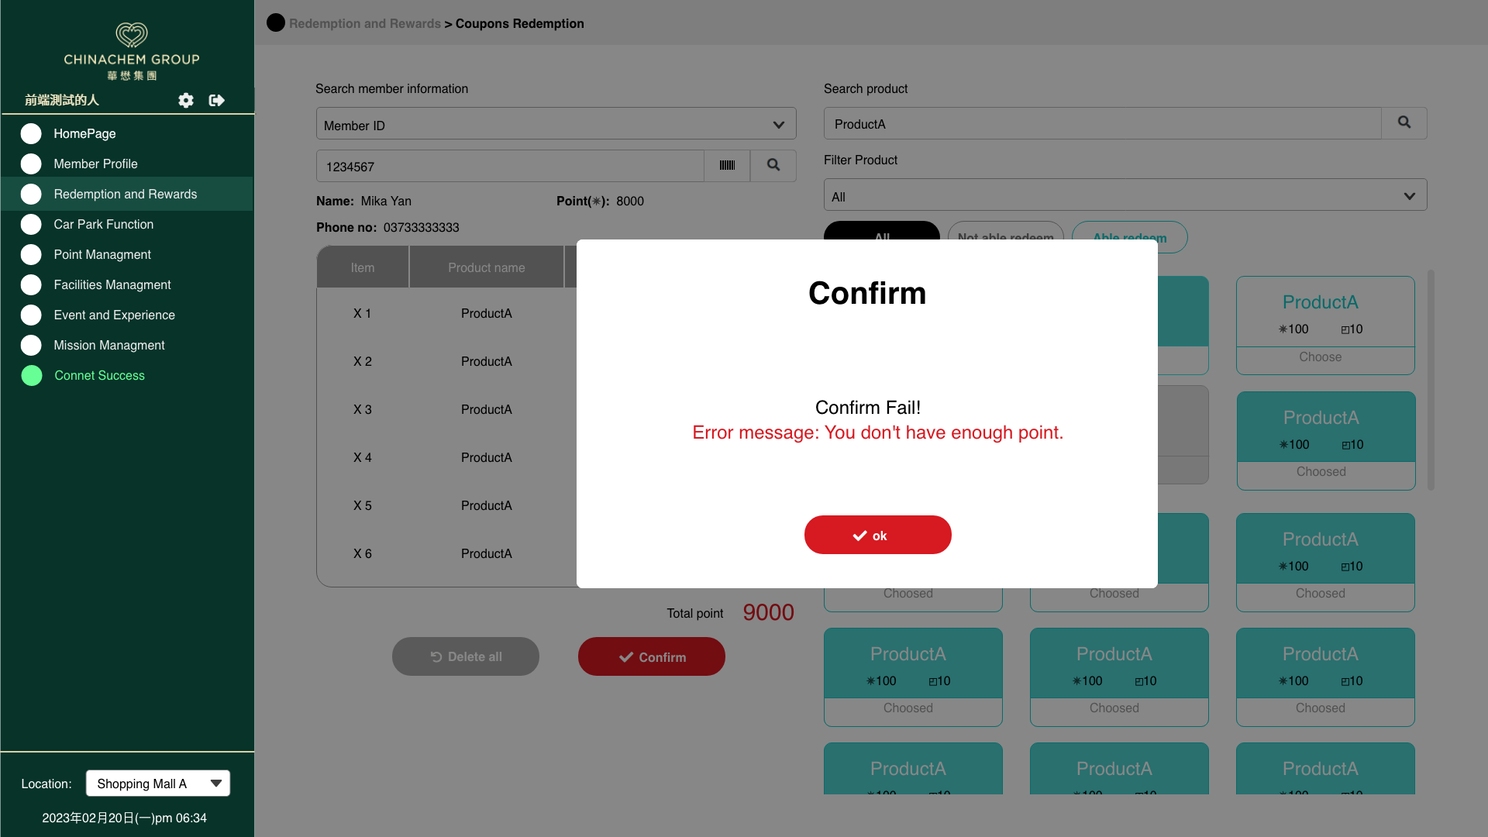 CHINACHEM GROUP
華懋集團
前端測試的人
HomePage
Member Profile
Redemption and Rewards
Car Park Function
Point Managment
Facilities Managment
Event and Experience
Mission Managment
Connet Success
Location: Shopping Mall A
2023年02月20日(一)pm 06:34
Redemption and Rewards > Coupons Redemption
Search member information
Member ID
1234567
Name: Mika Yan Point(✳): 8000
Phone no: 03733333333
Item Product name
X 1 ProductA
X 2 ProductA
X 3 ProductA
X 4 ProductA
X 5 ProductA
X 6 ProductA
Total point 9000
Delete all Confirm
Search product
ProductA
Filter Product
All
All Not able redeem Able redeem
ProductA
✳100 ◰10
Choose
ProductA
✳100 ◰10
Choosed
ProductA
✳100 ◰10
Choosed Choosed Choosed
ProductA ProductA ProductA
✳100 ◰10 ✳100 ◰10 ✳100 ◰10
Choosed Choosed Choosed
ProductA ProductA ProductA
✳100 ◰10 ✳100 ◰10 ✳100 ◰10
Confirm
Confirm Fail!
Error message: You don't have enough point.
ok